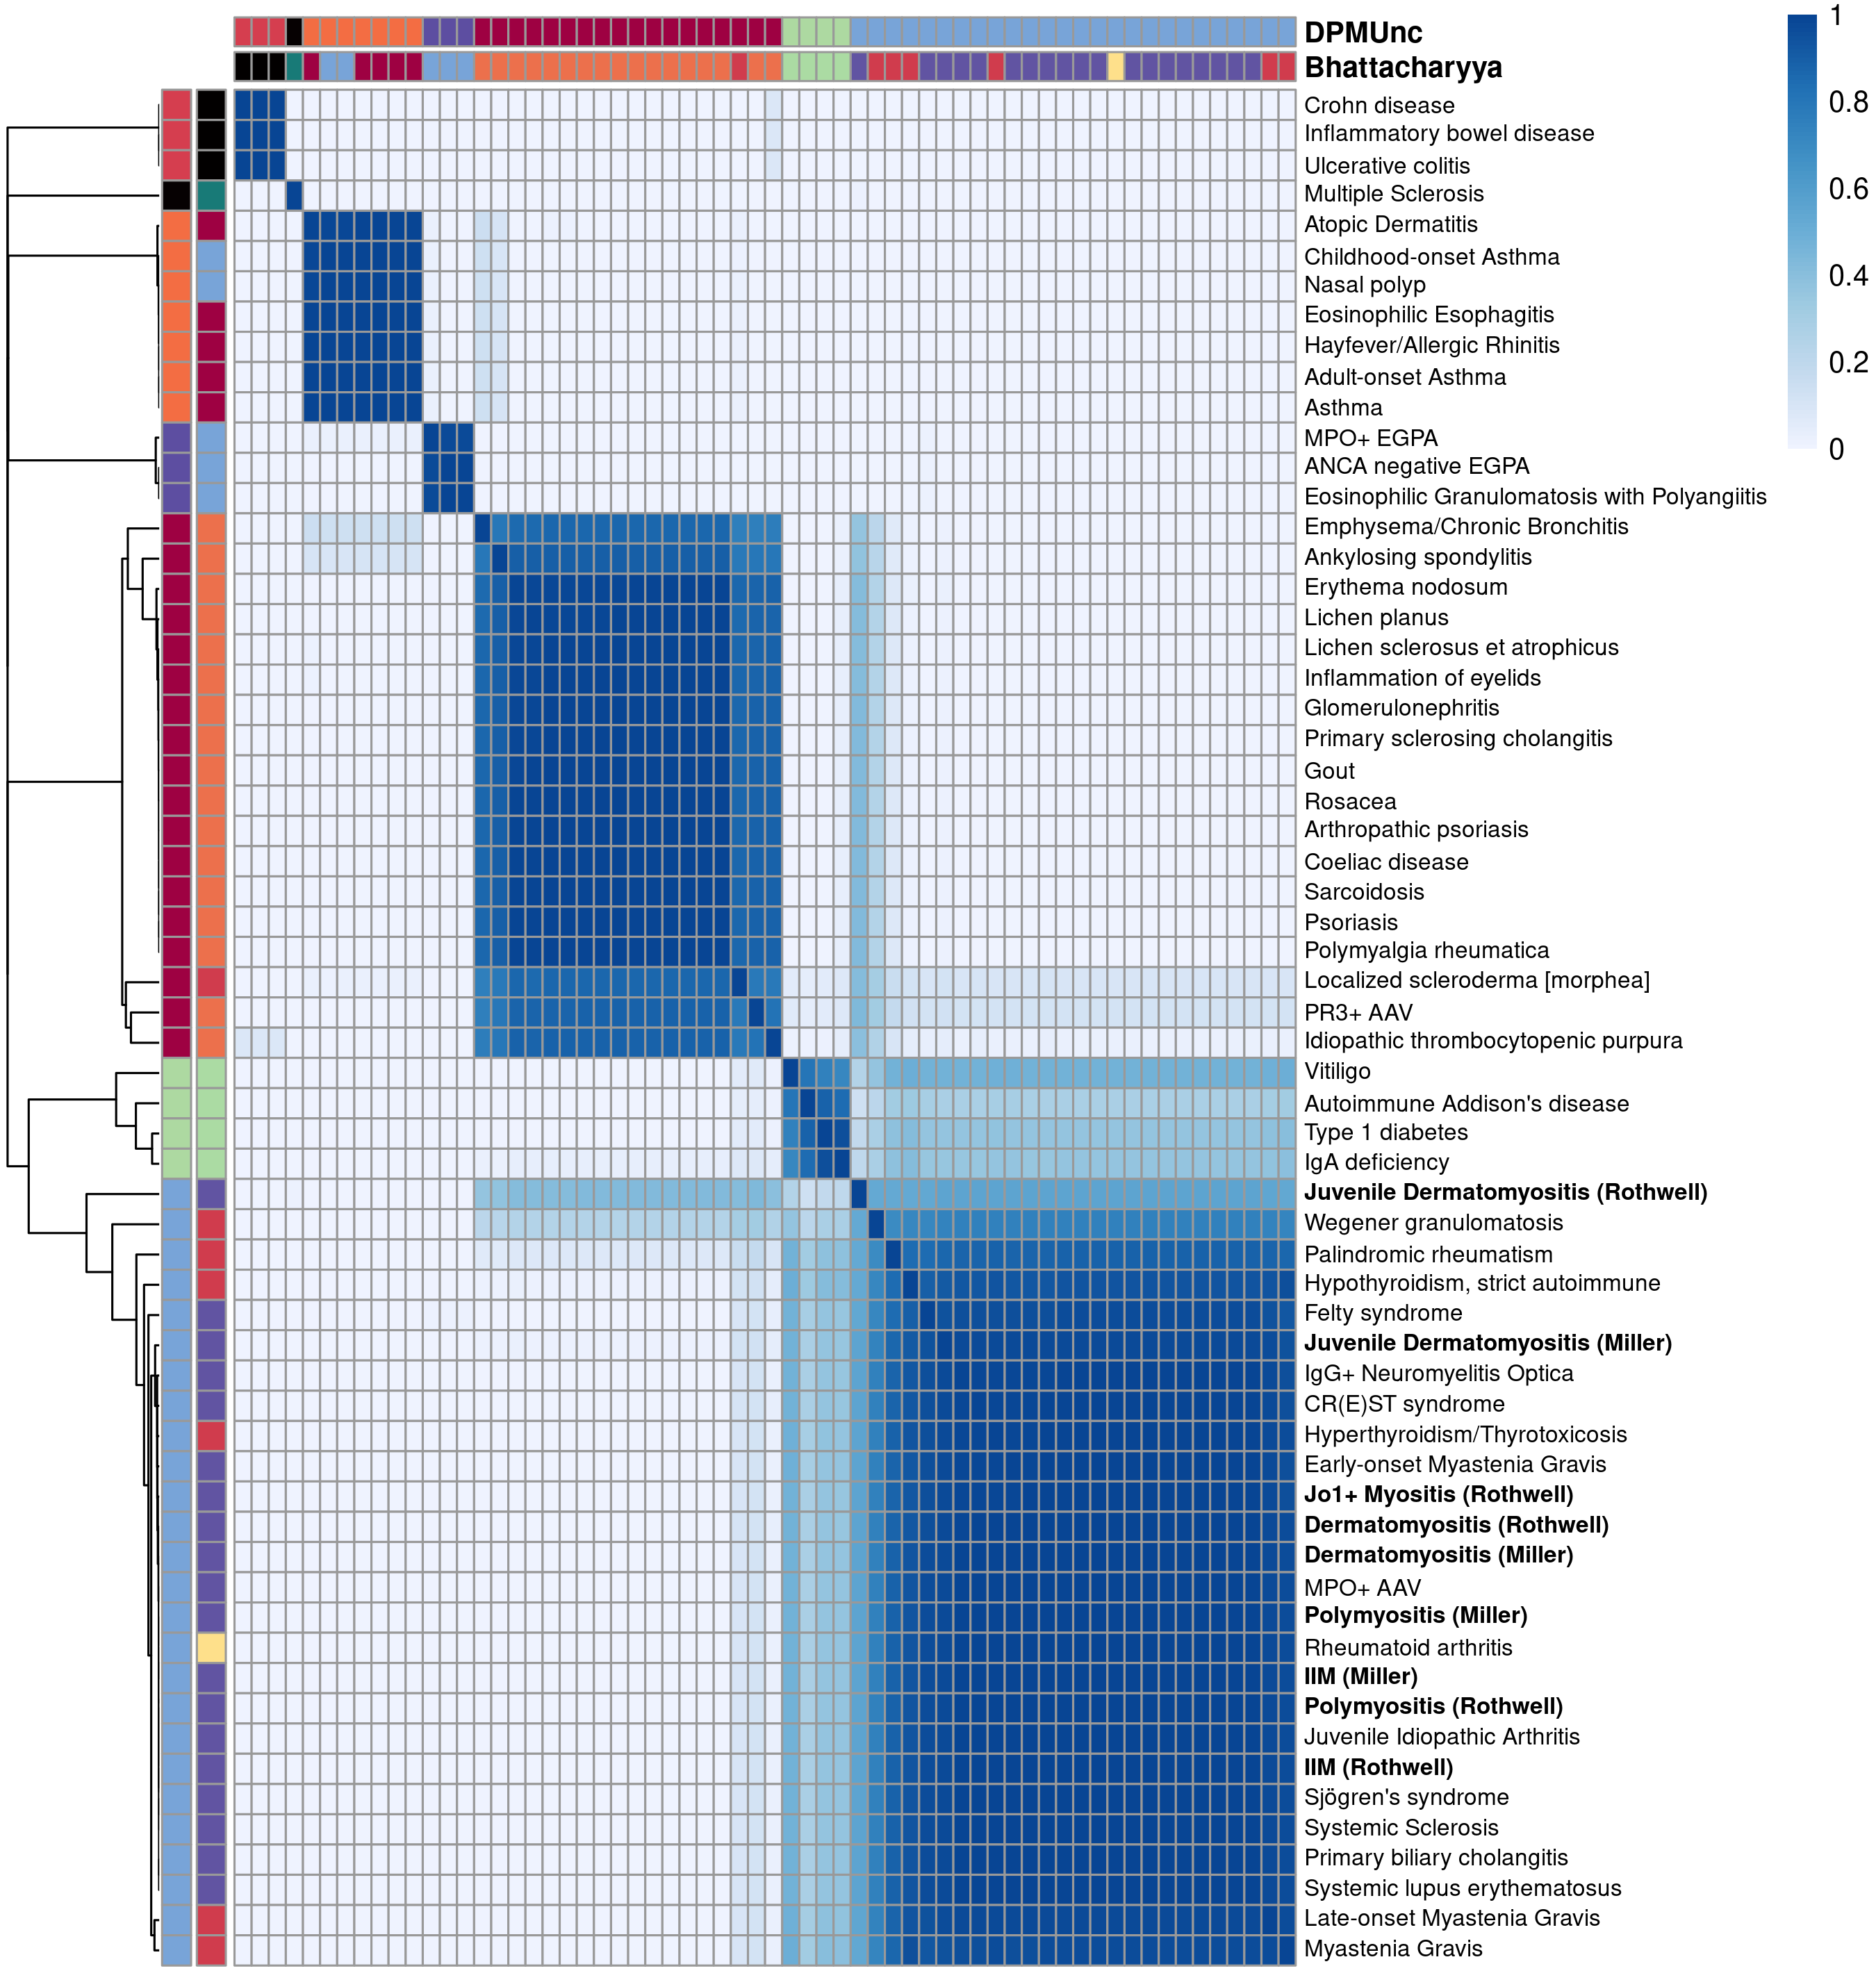 DPMUnc
Bhattacharyya
1
0.8
0.6
0.4
0.2
0
Crohn disease
Inflammatory bowel disease
Ulcerative colitis
Multiple Sclerosis
Atopic Dermatitis
Childhood-onset Asthma
Nasal polyp
Eosinophilic Esophagitis
Hayfever/Allergic Rhinitis
Adult-onset Asthma
Asthma
MPO+ EGPA
ANCA negative EGPA
Eosinophilic Granulomatosis with Polyangiitis
Emphysema/Chronic Bronchitis
Ankylosing spondylitis
Erythema nodosum
Lichen planus
Lichen sclerosus et atrophicus
Inflammation of eyelids
Glomerulonephritis
Primary sclerosing cholangitis
Gout
Rosacea
Arthropathic psoriasis
Coeliac disease
Sarcoidosis
Psoriasis
Polymyalgia rheumatica
Localized scleroderma [morphea]
PR3+ AAV
Idiopathic thrombocytopenic purpura
Vitiligo
Autoimmune Addison's disease
Type 1 diabetes
IgA deficiency
Juvenile Dermatomyositis (Rothwell)
Wegener granulomatosis
Palindromic rheumatism
Hypothyroidism, strict autoimmune
Felty syndrome
Juvenile Dermatomyositis (Miller)
IgG+ Neuromyelitis Optica
CR(E)ST syndrome
Hyperthyroidism/Thyrotoxicosis
Early-onset Myastenia Gravis
Jo1+ Myositis (Rothwell)
Dermatomyositis (Rothwell)
Dermatomyositis (Miller)
MPO+ AAV
Polymyositis (Miller)
Rheumatoid arthritis
IIM (Miller)
Polymyositis (Rothwell)
Juvenile Idiopathic Arthritis
IIM (Rothwell)
Sjögren's syndrome
Systemic Sclerosis
Primary biliary cholangitis
Systemic lupus erythematosus
Late-onset Myastenia Gravis
Myastenia Gravis